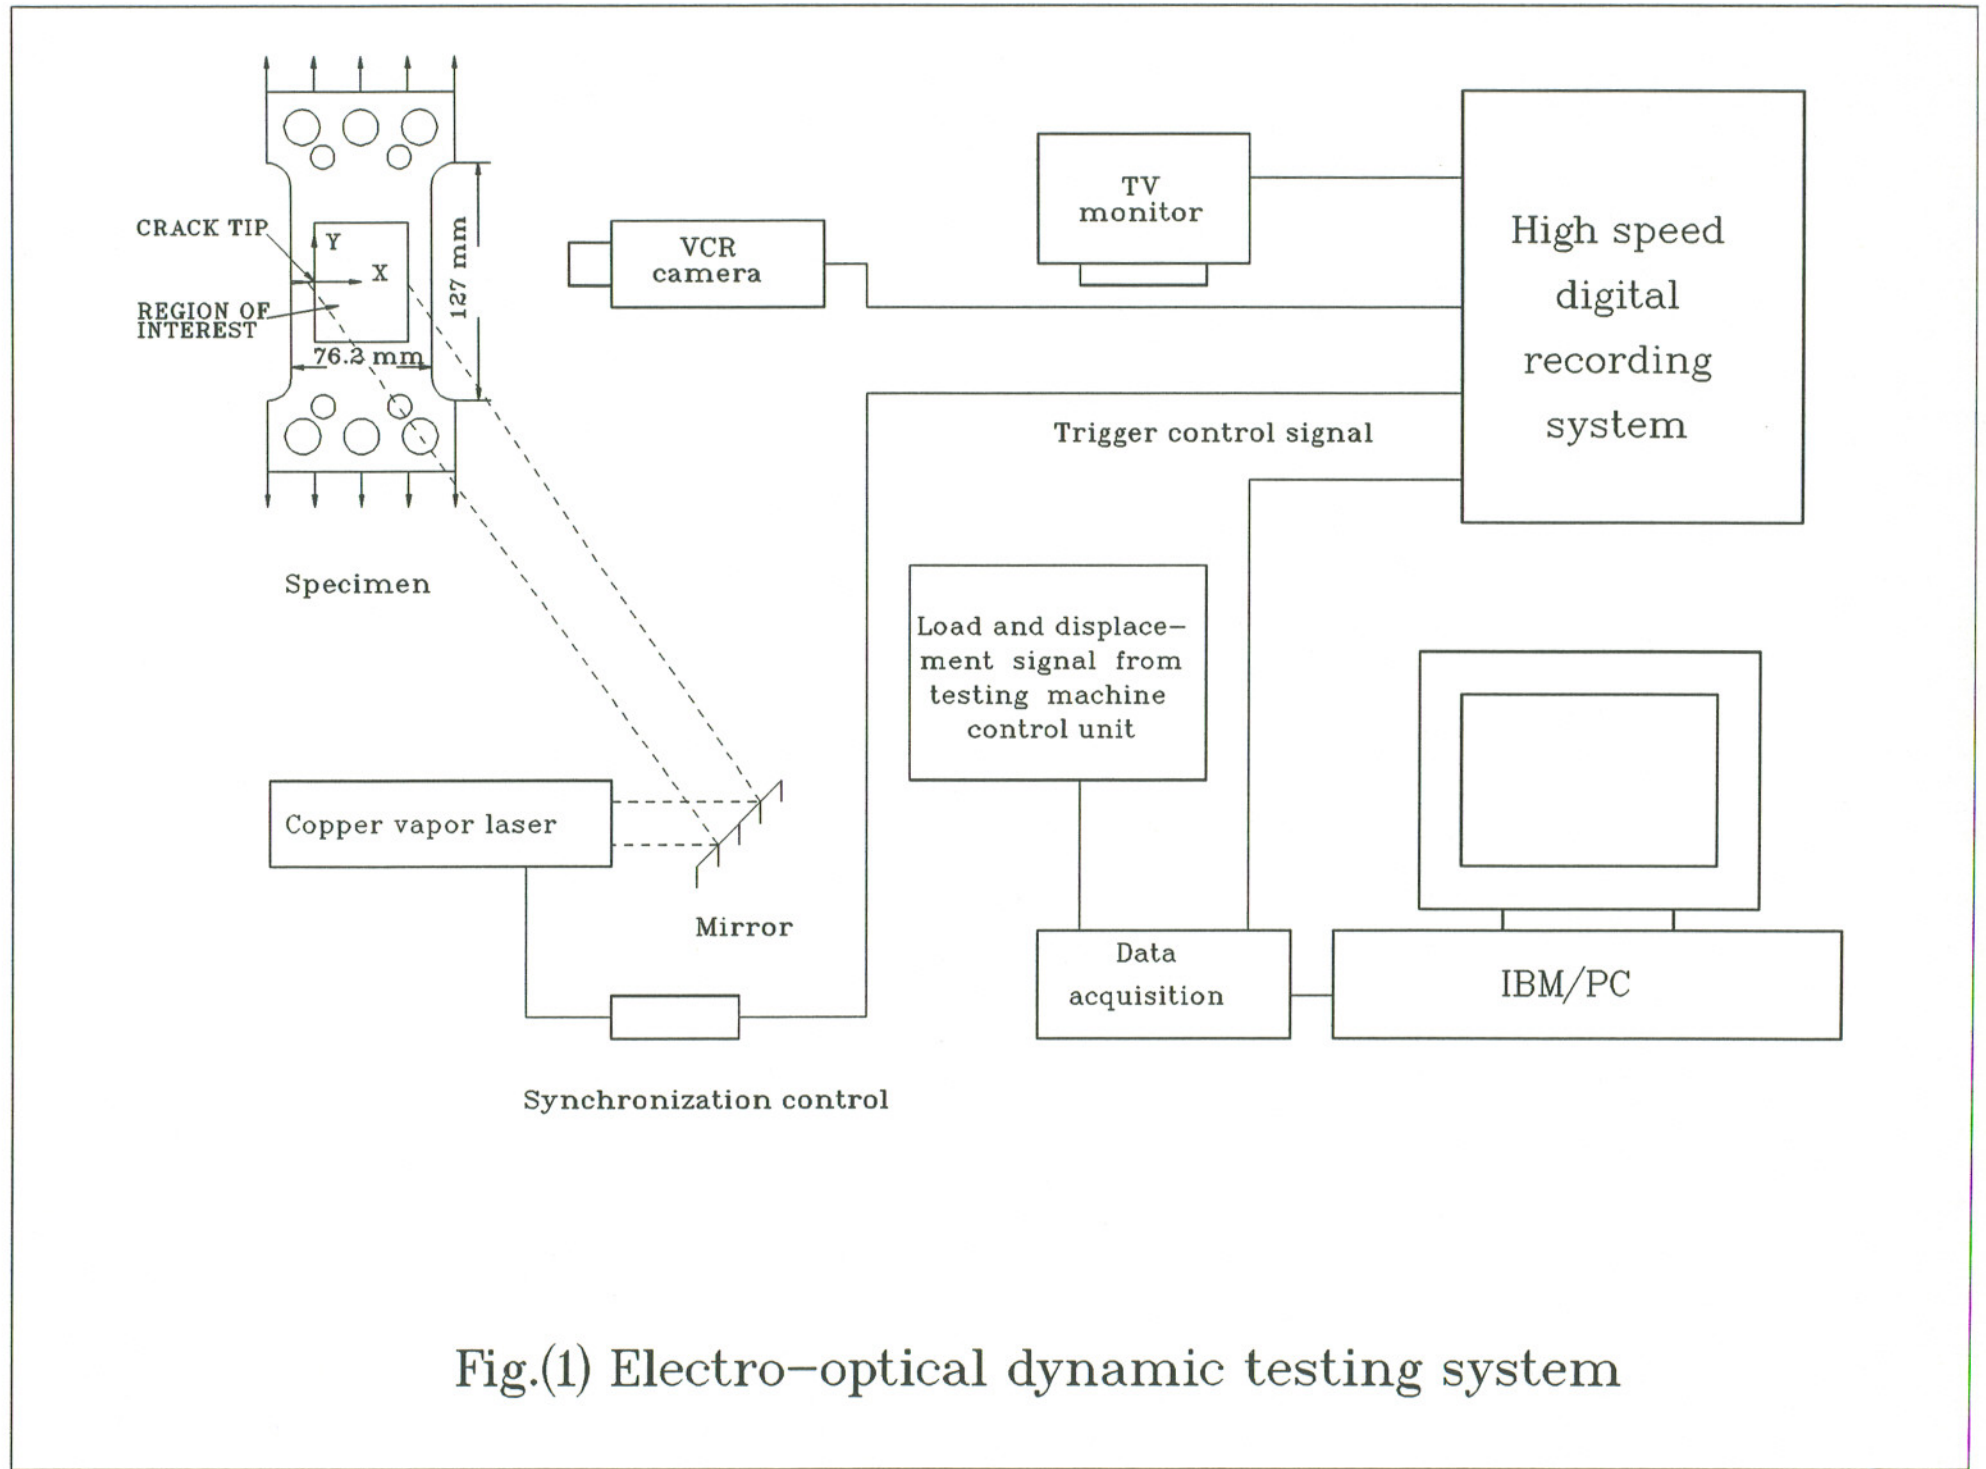 CRACK TIP
Y
X
REGION OF
INTEREST
127 mm
76.2 mm
Specimen
VCR
camera
TV
monitor
High speed
digital
recording
system
Trigger control signal
Load and displace–
ment signal from
testing machine
control unit
Copper vapor laser
Mirror
Data
acquisition
IBM/PC
Synchronization control
Fig.(1) Electro–optical dynamic testing system